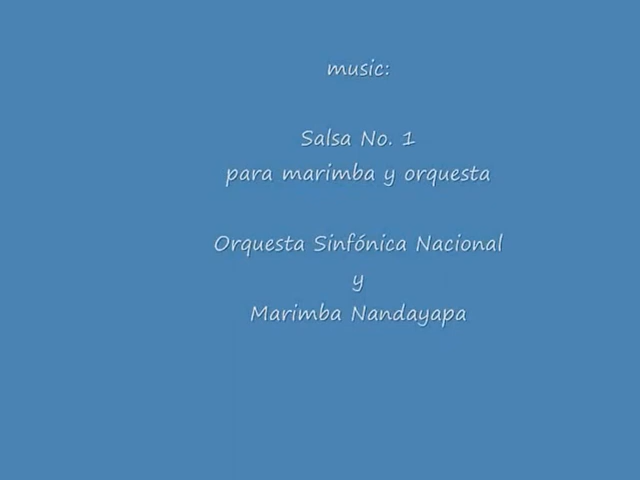 music:
Salsa No. 1
para marimba y orquesta
Orquesta Sinfónica Nacional
y
Marimba Nandayapa